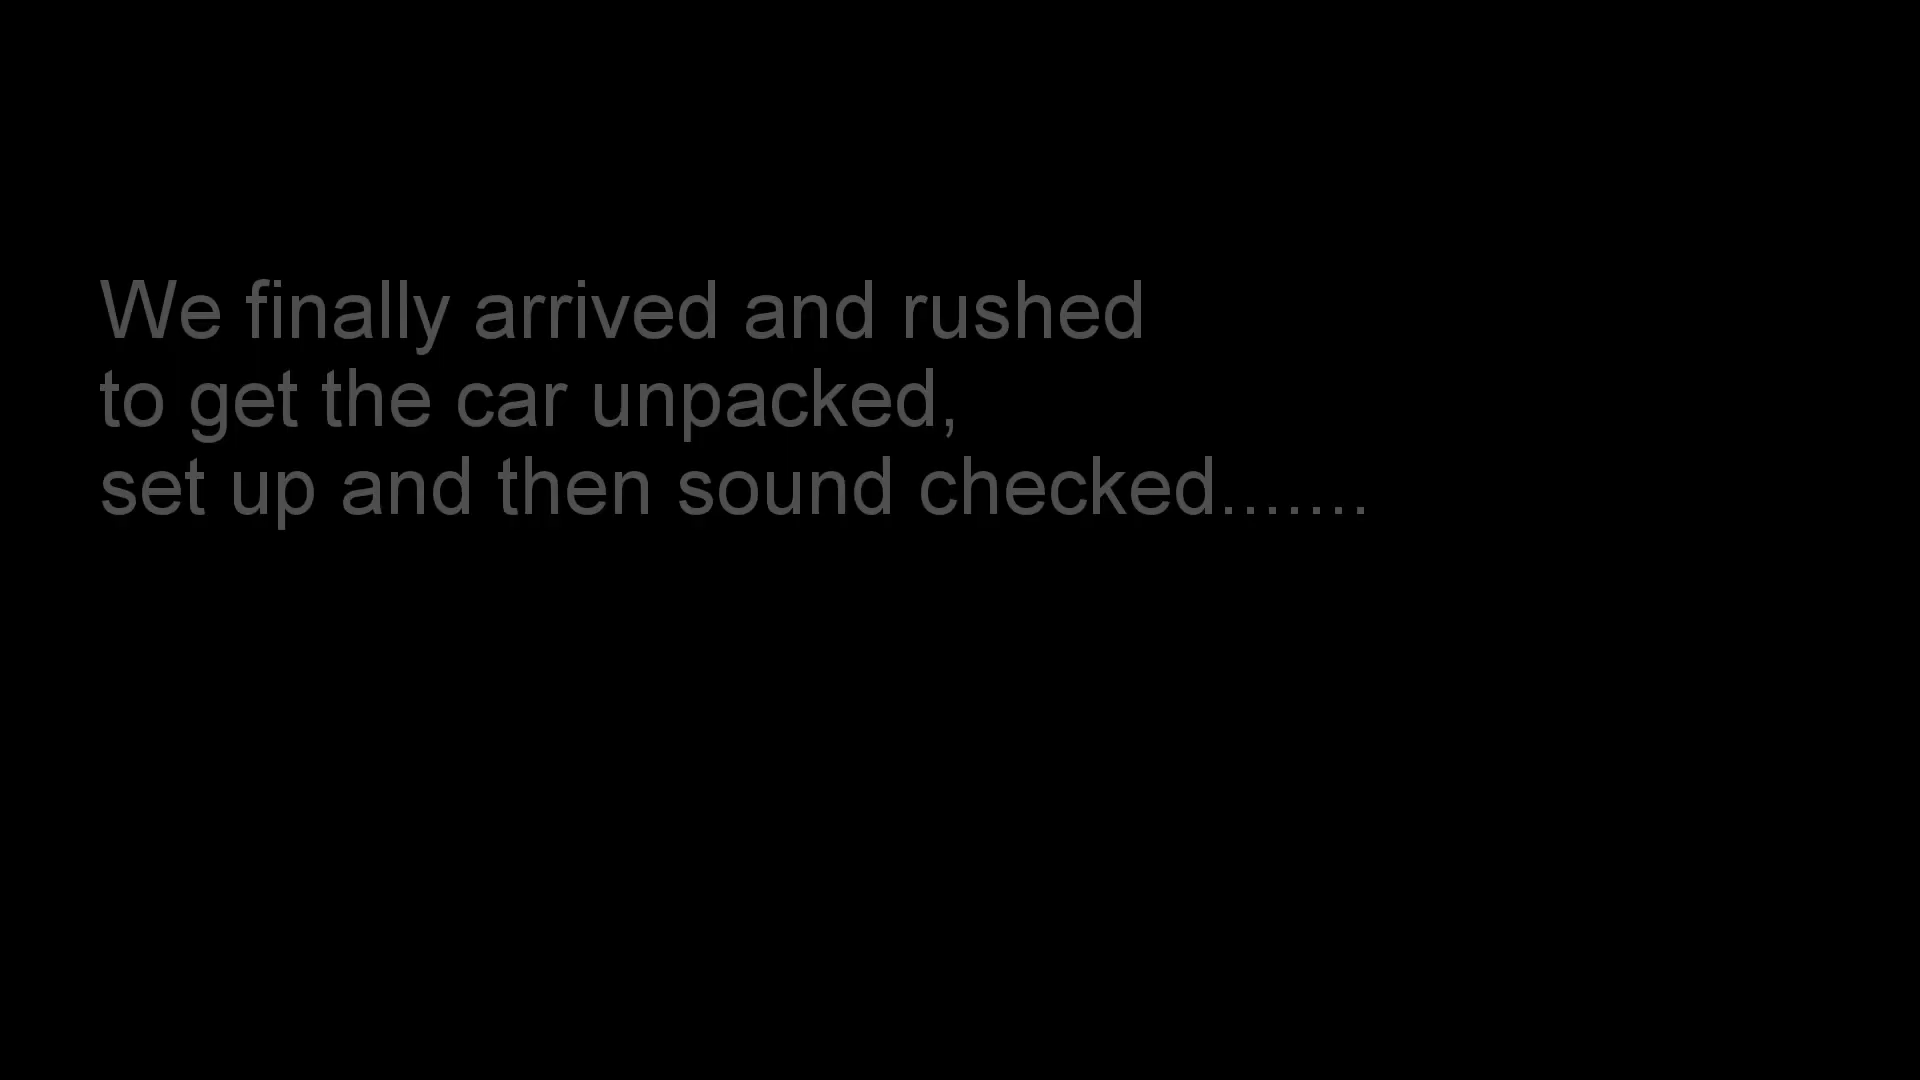 We finally arrived and rushed
to get the car unpacked,
set up and then sound checked.......